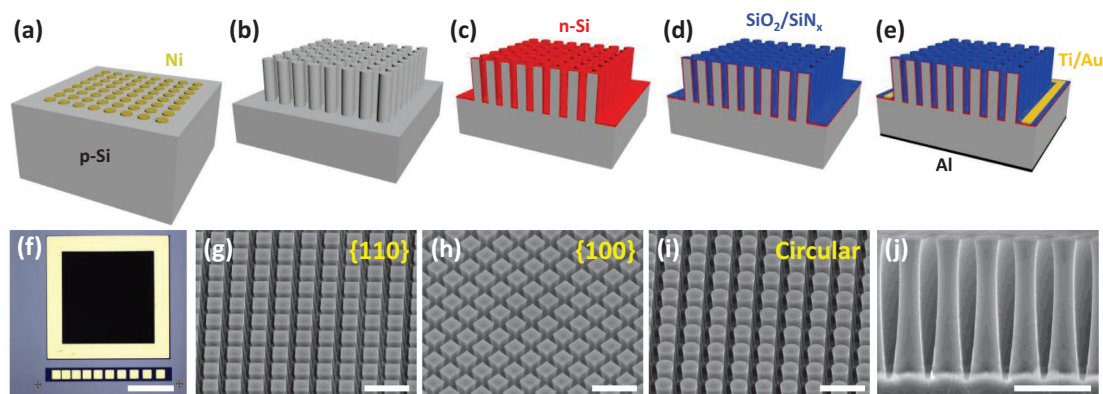 (a)
Ni
p-Si
(b)
(c)
n-Si
(d)
SiO₂/SiNₓ
(e)
Ti/Au
Al
(f)
(g)
{110}
(h)
{100}
(i)
Circular
(j)